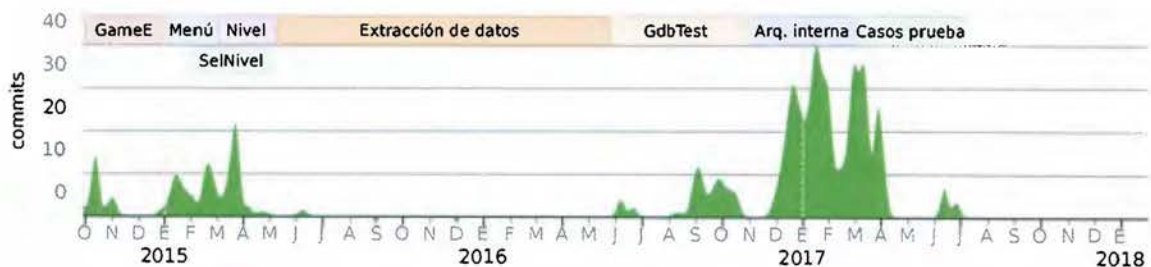 40
GameE Menú Nivel Extracción de datos GdbTest Arq. interna Casos prueba
SelNivel
30
20
10
0
commits
O N D E F M A M J J A S O N D E F M A M J J A S O N D E F M A M J J A S O N D E
2015 2016 2017 2018